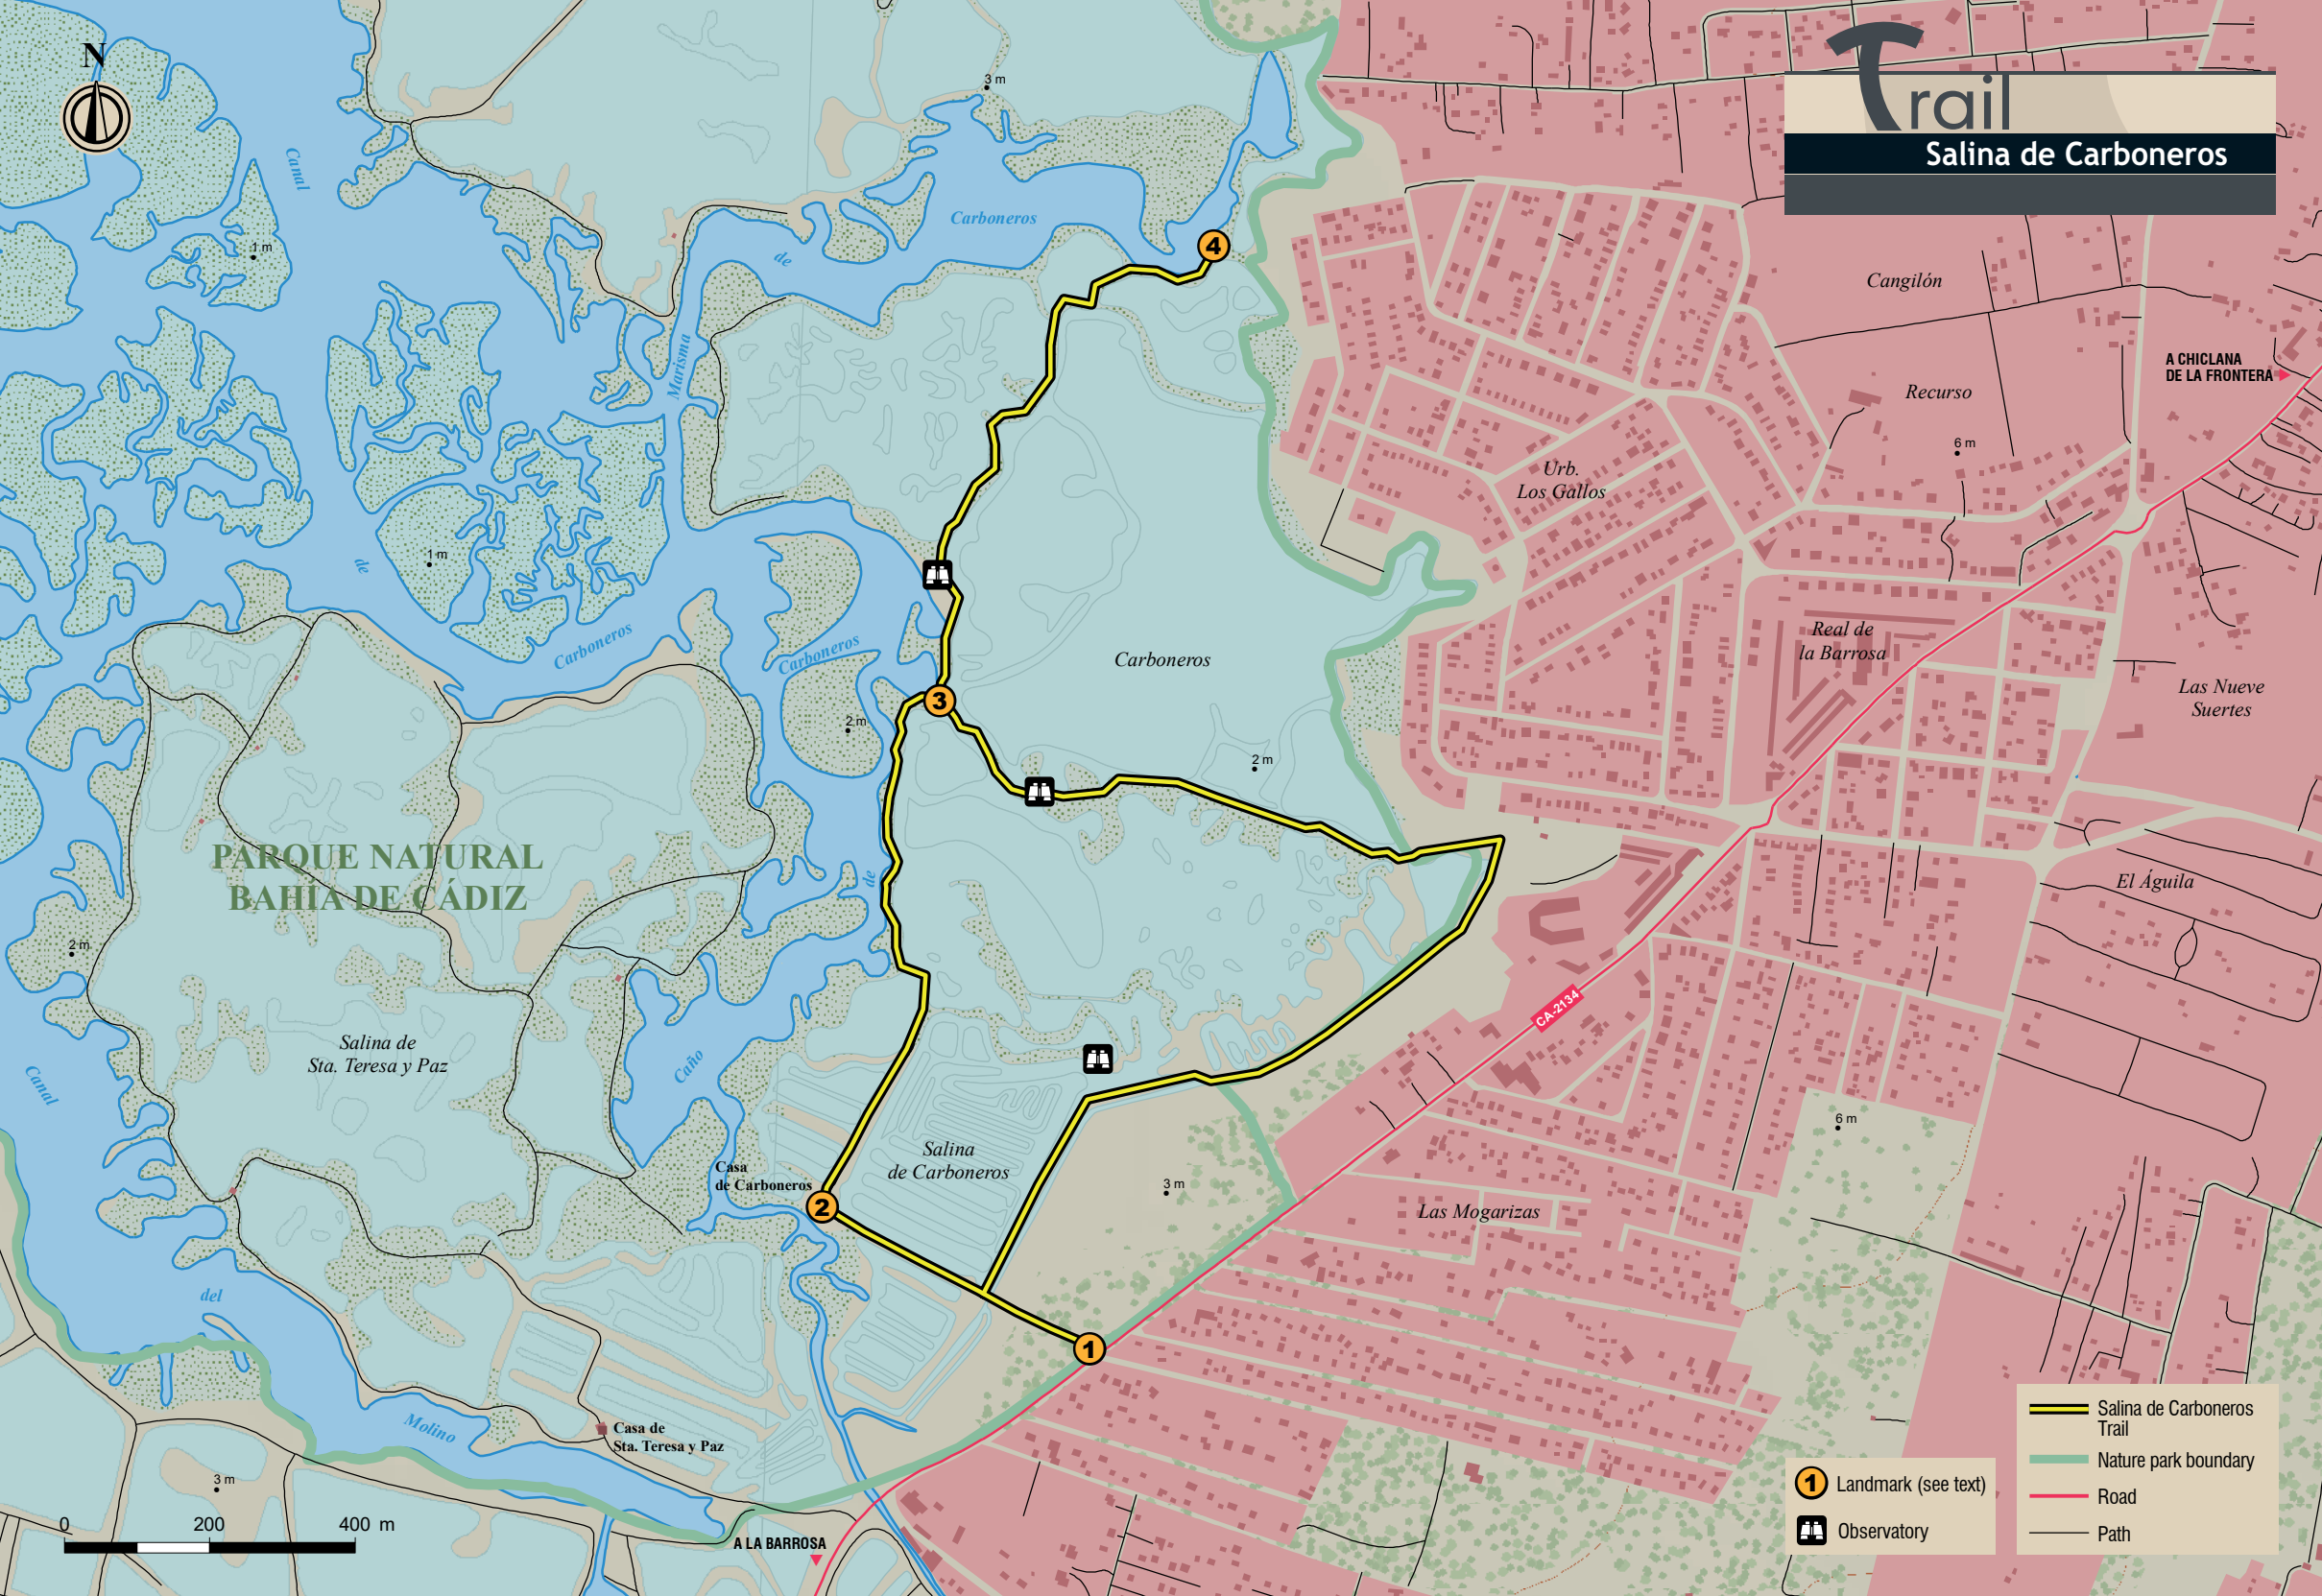 N
Trail
Salina de Carboneros
Canal
3 m
1 m
de
Carboneros
4
Cangilón
Marisma
A CHICLANA
DE LA FRONTERA
Recurso
6 m
Urb.
Los Gallos
de
1 m
Carboneros
Carboneros
Carboneros
Real de
la Barrosa
Las Nueve
Suertes
3
2 m
2 m
PARQUE NATURAL
BAHÍA DE CÁDIZ
de
El Águila
2 m
CA-2134
Salina de
Sta. Teresa y Paz
Caño
Canal
6 m
Salina
de Carboneros
Casa
de Carboneros
3 m
2
Las Mogarizas
del
1
Molino
Casa de
Sta. Teresa y Paz
3 m
0 200 400 m
A LA BARROSA
1 Landmark (see text)
Observatory
Salina de Carboneros
Trail
Nature park boundary
Road
Path